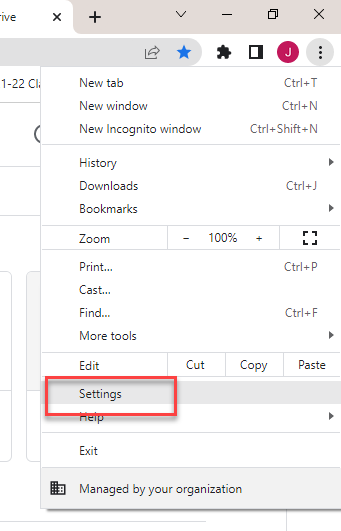 rive
1-22 Cla
J
New tab Ctrl+T
New window Ctrl+N
New Incognito window Ctrl+Shift+N
History
Downloads Ctrl+J
Bookmarks
Zoom − 100% +
Print... Ctrl+P
Cast...
Find... Ctrl+F
More tools
Edit Cut Copy Paste
Settings
Help
Exit
Managed by your organization